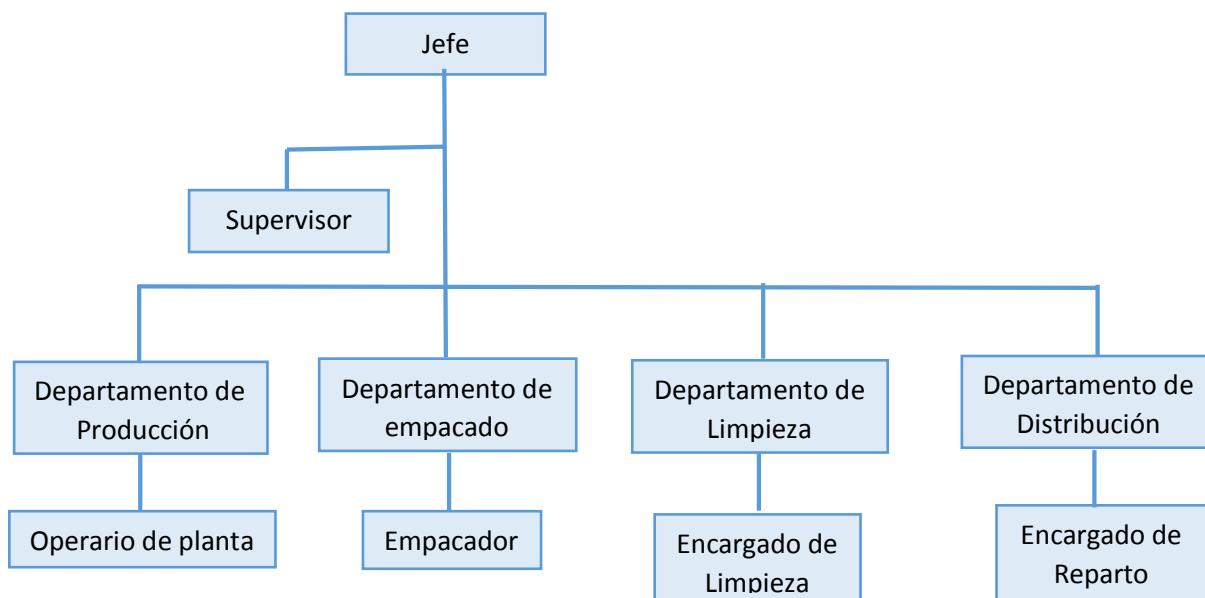 Jefe
Supervisor
Departamento de
Producción
Departamento de
empacado
Departamento de
Limpieza
Departamento de
Distribución
Operario de planta
Empacador
Encargado de
Limpieza
Encargado de
Reparto